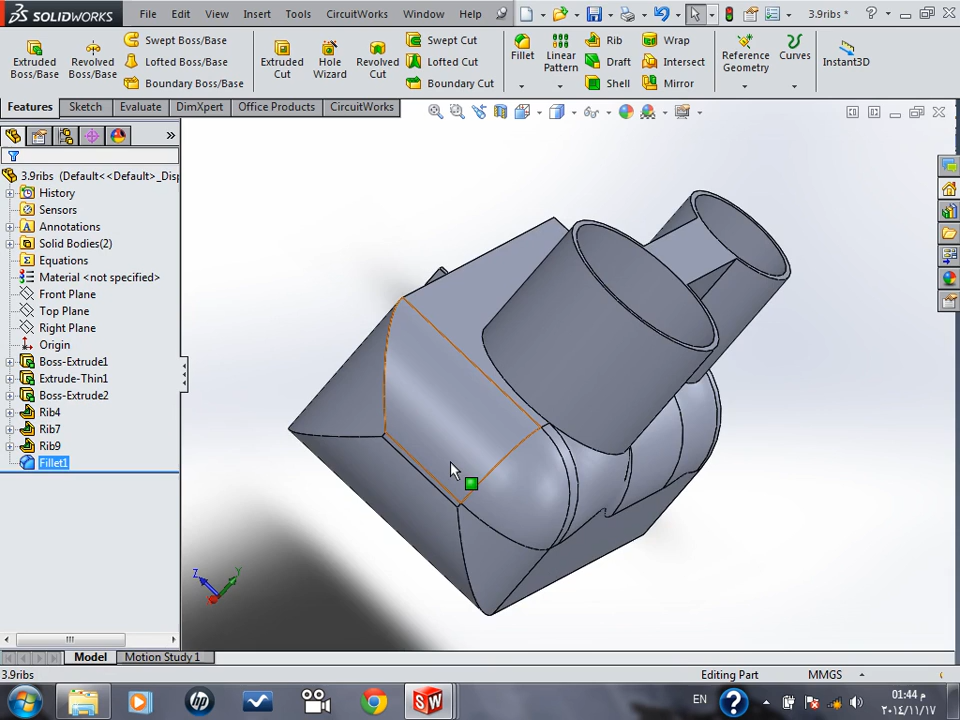 SOLIDWORKS
File Edit View Insert Tools CircuitWorks Window Help
3.9ribs *
Extruded Boss/Base
Revolved Boss/Base
Swept Boss/Base
Lofted Boss/Base
Boundary Boss/Base
Extruded Cut
Hole Wizard
Revolved Cut
Swept Cut
Lofted Cut
Boundary Cut
Fillet
Linear Pattern
Rib
Draft
Shell
Wrap
Intersect
Mirror
Reference Geometry
Curves
Instant3D
Features Sketch Evaluate DimXpert Office Products CircuitWorks
3.9ribs (Default<<Default>_Disp
History
Sensors
Annotations
Solid Bodies(2)
Equations
Material <not specified>
Front Plane
Top Plane
Right Plane
Origin
Boss-Extrude1
Extrude-Thin1
Boss-Extrude2
Rib4
Rib7
Rib9
Fillet1
Z Y X
Model Motion Study 1
3.9ribs Editing Part MMGS
hp SW EN
01:44 م
٢٠١٤/١١/١٧